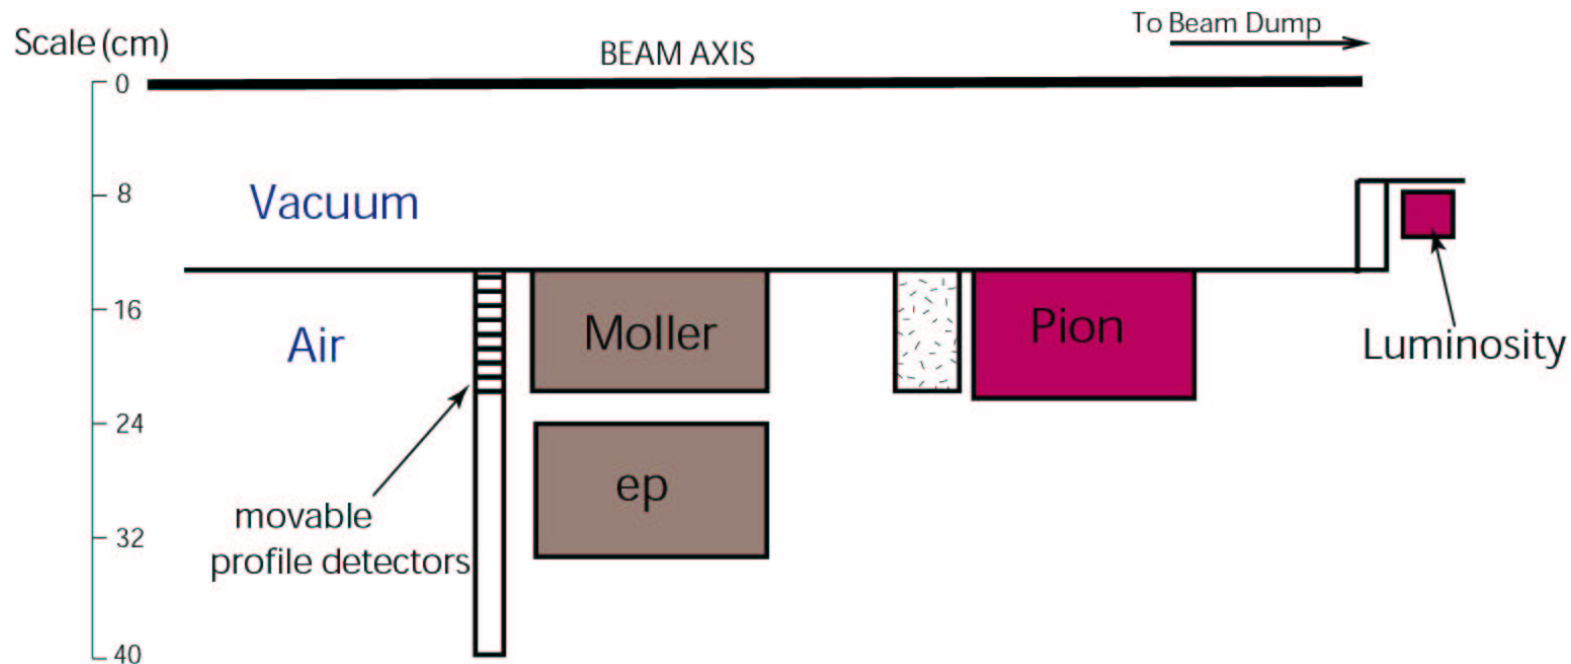 To Beam Dump
Scale (cm)
BEAM AXIS
0
8
Vacuum
16
Air
Moller
Pion
Luminosity
24
ep
movable
profile detectors
32
40